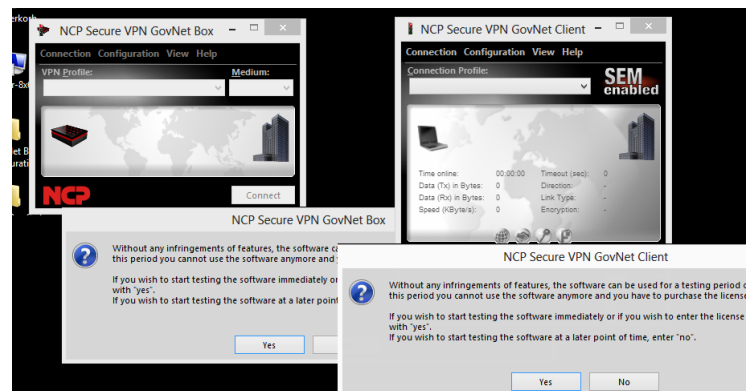 erkor
NCP Secure VPN GovNet Box
Connection Configuration View Help
VPN Profile:
Medium:
NCP
Connect
r-8x
et B
urati
NCP Secure VPN GovNet Client
Connection Configuration View Help
Connection Profile:
SEM
enabled
Time online: 00:00:00 Timeout (sec): 0
Data (Tx) in Bytes: 0 Direction: -
Data (Rx) in Bytes: 0 Link Type: -
Speed (KByte/s): 0 Encryption: -
NCP Secure VPN GovNet Box
Without any infringements of features, the software ca
this period you cannot use the software anymore and
If you wish to start testing the software immediately or
with "yes".
If you wish to start testing the software at a later point
Yes
NCP Secure VPN GovNet Client
Without any infringements of features, the software can be used for a testing period o
this period you cannot use the software anymore and you have to purchase the license
If you wish to start testing the software immediately or if you wish to enter the license
with "yes".
If you wish to start testing the software at a later point of time, enter "no".
Yes
No